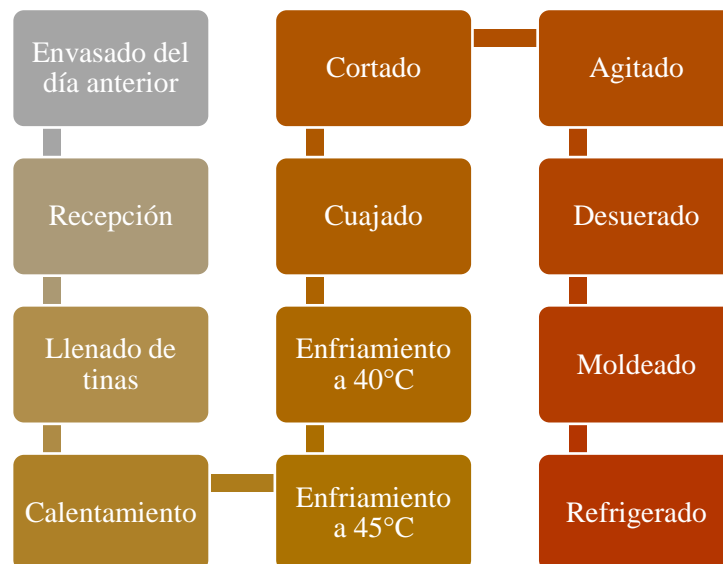 Envasado del
día anterior
Recepción
Llenado de
tinas
Calentamiento
Enfriamiento
a 45°C
Enfriamiento
a 40°C
Cuajado
Cortado
Agitado
Desuerado
Moldeado
Refrigerado